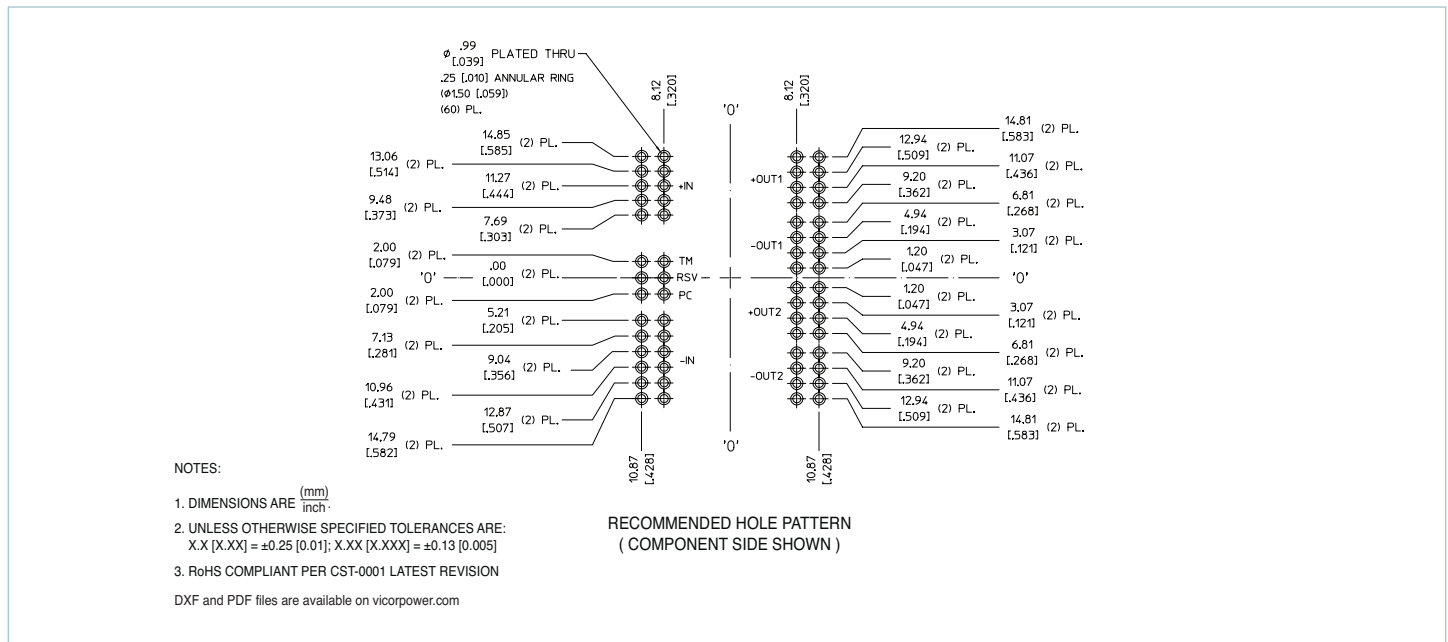 ø .99 [.039] PLATED THRU
.25 [.010] ANNULAR RING
(ø1.50 [.059])
(60) PL.
8.12 [.320]
'0'
8.12 [.320]
14.85 [.585] (2) PL.
13.06 [.514] (2) PL.
11.27 [.444] (2) PL.
9.48 [.373] (2) PL.
7.69 [.303] (2) PL.
2.00 [.079] (2) PL.
'0'
.00 [.000] (2) PL.
2.00 [.079] (2) PL.
5.21 [.205] (2) PL.
7.13 [.281] (2) PL.
9.04 [.356] (2) PL.
10.96 [.431] (2) PL.
12.87 [.507] (2) PL.
14.79 [.582] (2) PL.
+IN
TM
RSV
PC
-IN
10.87 [.428]
'0'
10.87 [.428]
+OUT1
-OUT1
+OUT2
-OUT2
14.81 [.583] (2) PL.
12.94 [.509] (2) PL.
11.07 [.436] (2) PL.
9.20 [.362] (2) PL.
6.81 [.268] (2) PL.
4.94 [.194] (2) PL.
3.07 [.121] (2) PL.
1.20 [.047] (2) PL.
'0'
1.20 [.047] (2) PL.
3.07 [.121] (2) PL.
4.94 [.194] (2) PL.
6.81 [.268] (2) PL.
9.20 [.362] (2) PL.
11.07 [.436] (2) PL.
12.94 [.509] (2) PL.
14.81 [.583] (2) PL.
NOTES:
1. DIMENSIONS ARE (mm) / inch.
2. UNLESS OTHERWISE SPECIFIED TOLERANCES ARE:
X.X [X.XX] = ±0.25 [0.01]; X.XX [X.XXX] = ±0.13 [0.005]
3. RoHS COMPLIANT PER CST-0001 LATEST REVISION
DXF and PDF files are available on vicorpower.com
RECOMMENDED HOLE PATTERN
( COMPONENT SIDE SHOWN )